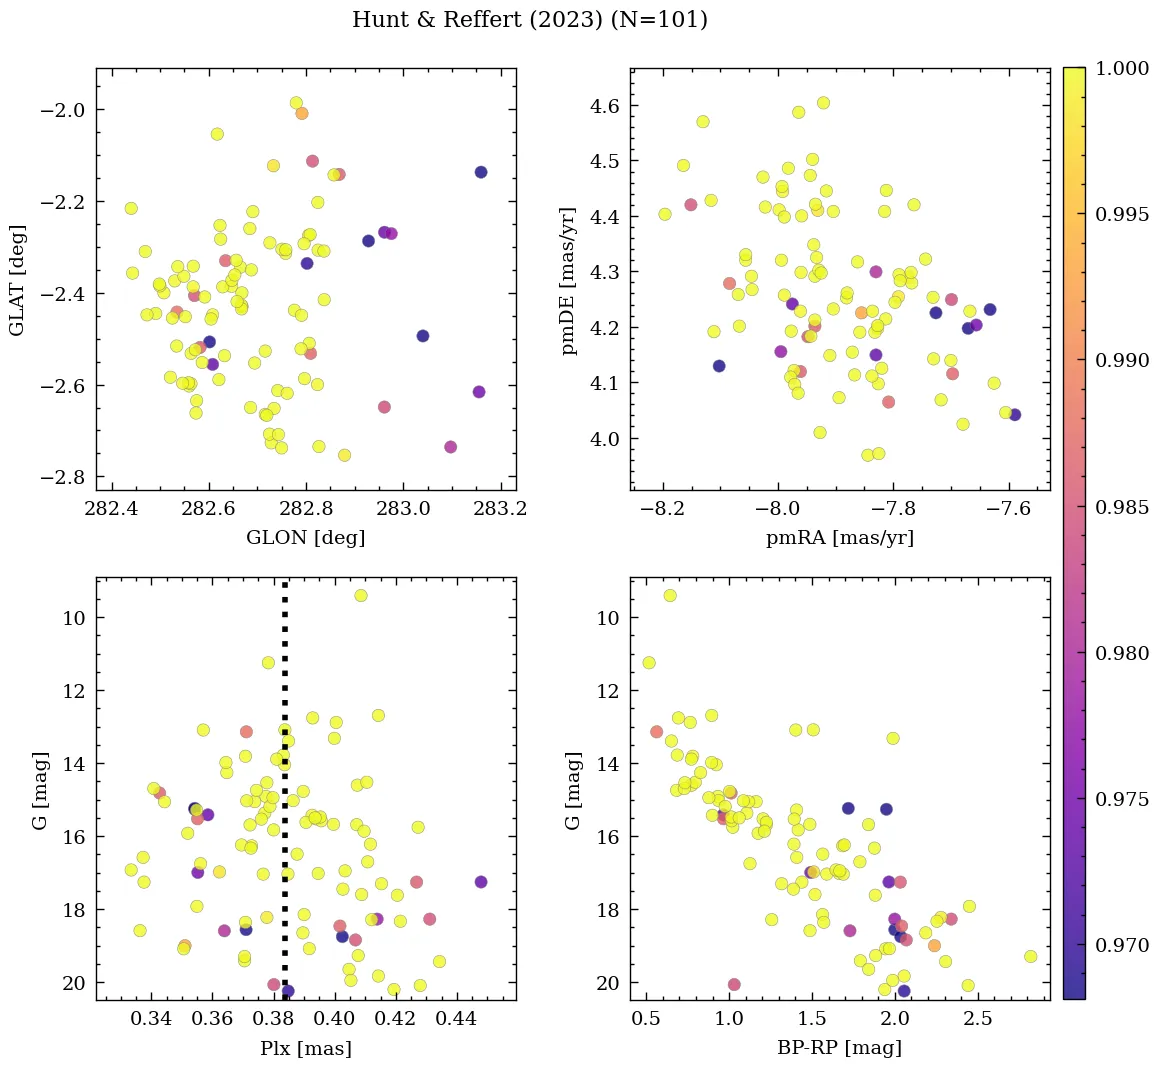 Hunt & Reffert (2023) (N=101)
−2.0
−2.2
−2.4
−2.6
−2.8
GLAT [deg]
282.4 282.6 282.8 283.0 283.2
GLON [deg]
4.6
4.5
4.4
4.3
4.2
4.1
4.0
pmDE [mas/yr]
−8.2 −8.0 −7.8 −7.6
pmRA [mas/yr]
10
12
14
16
18
20
G [mag]
0.34 0.36 0.38 0.40 0.42 0.44
Plx [mas]
10
12
14
16
18
20
G [mag]
0.5 1.0 1.5 2.0 2.5
BP-RP [mag]
1.000
0.995
0.990
0.985
0.980
0.975
0.970